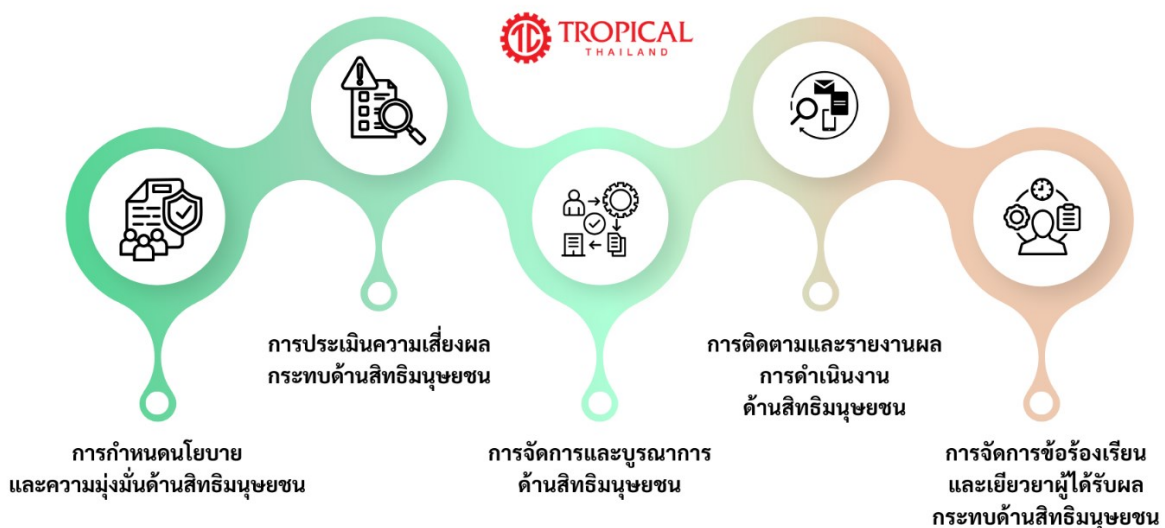 TROPICAL
THAILAND
การกำหนดนโยบาย
และความมุ่งมั่นด้านสิทธิมนุษยชน
การประเมินความเสี่ยงผล
กระทบด้านสิทธิมนุษยชน
การจัดการและบูรณาการ
ด้านสิทธิมนุษยชน
การติดตามและรายงานผล
การดำเนินงาน
ด้านสิทธิมนุษยชน
การจัดการข้อร้องเรียน
และเยียวยาผู้ได้รับผล
กระทบด้านสิทธิมนุษยชน